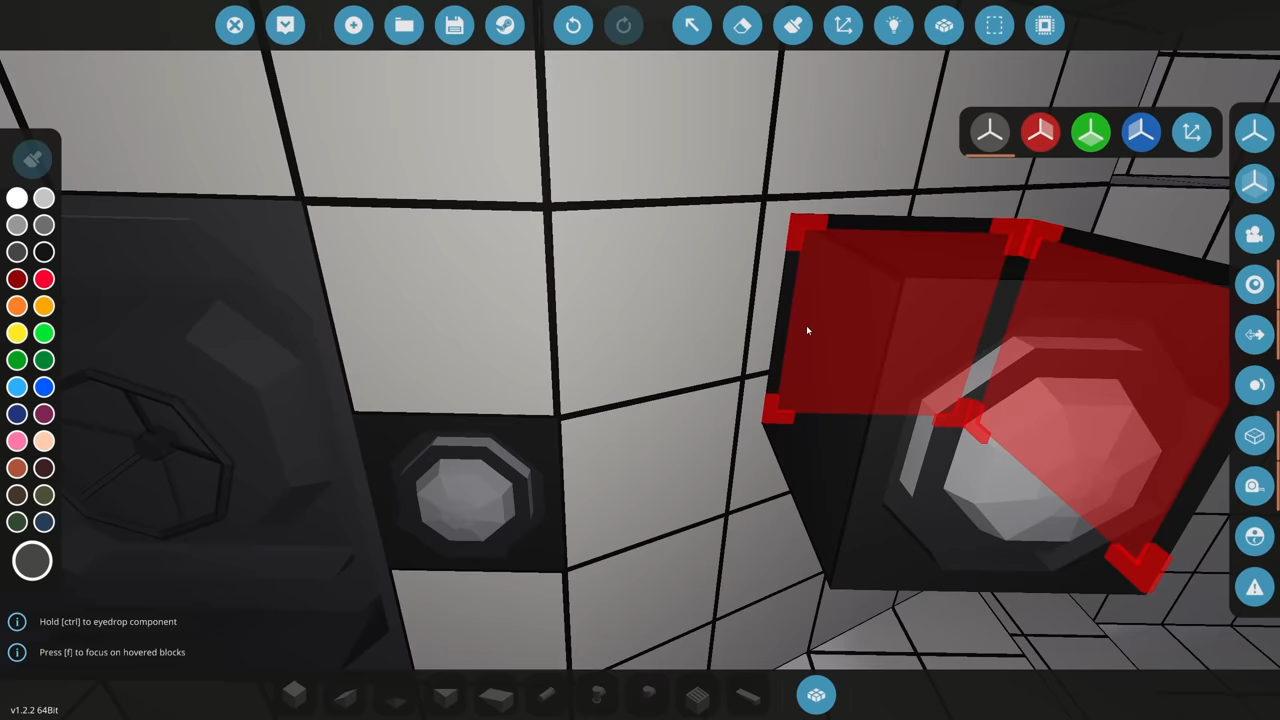 Hold [ctrl] to eyedrop component
Press [f] to focus on hovered blocks
v1.2.2 64Bit